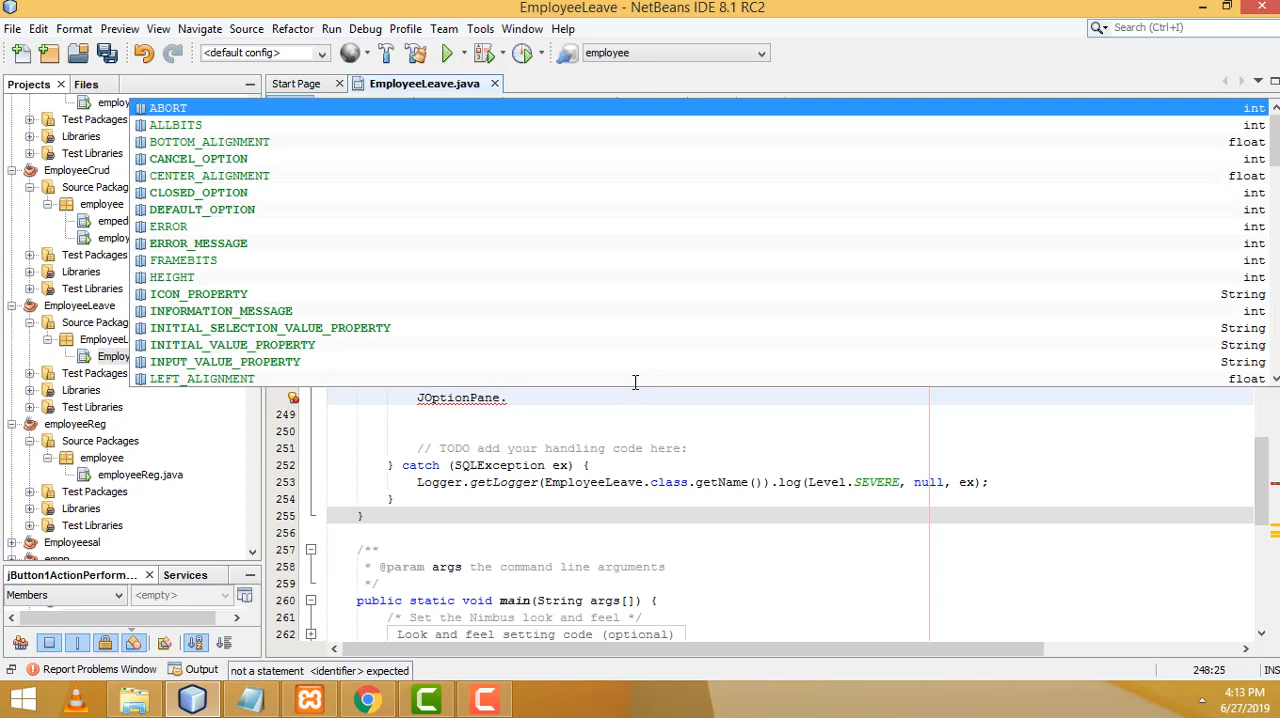 EmployeeLeave - NetBeans IDE 8.1 RC2
File Edit Format Preview View Navigate Source Refactor Run Debug Profile Team Tools Window Help
Search (Ctrl+I)
<default config>
employee
Projects Files
Start Page EmployeeLeave.java
employ
Test Packages
Libraries
Test Libraries
EmployeeCrud
Source Packag
employee
emped
employ
Test Packages
Libraries
Test Libraries
EmployeeLeave
Source Packag
EmployeeL
Employ
Test Packages
Libraries
Test Libraries
employeeReg
Source Packages
employee
employeeReg.java
Test Packages
Libraries
Test Libraries
Employeesal
ABORT int
ALLBITS int
BOTTOM_ALIGNMENT float
CANCEL_OPTION int
CENTER_ALIGNMENT float
CLOSED_OPTION int
DEFAULT_OPTION int
ERROR int
ERROR_MESSAGE int
FRAMEBITS int
HEIGHT int
ICON_PROPERTY String
INFORMATION_MESSAGE int
INITIAL_SELECTION_VALUE_PROPERTY String
INITIAL_VALUE_PROPERTY String
INPUT_VALUE_PROPERTY String
LEFT_ALIGNMENT float
JOptionPane.
249
250
251 // TODO add your handling code here:
252 } catch (SQLException ex) {
253 Logger.getLogger(EmployeeLeave.class.getName()).log(Level.SEVERE, null, ex);
254 }
255 }
256
257 /**
258 * @param args the command line arguments
259 */
260 public static void main(String args[]) {
261 /* Set the Nimbus look and feel */
262 Look and feel setting code (optional)
jButton1ActionPerform... Services
Members <empty>
Report Problems Window Output not a statement <identifier> expected 248:25 INS
4:13 PM
6/27/2019